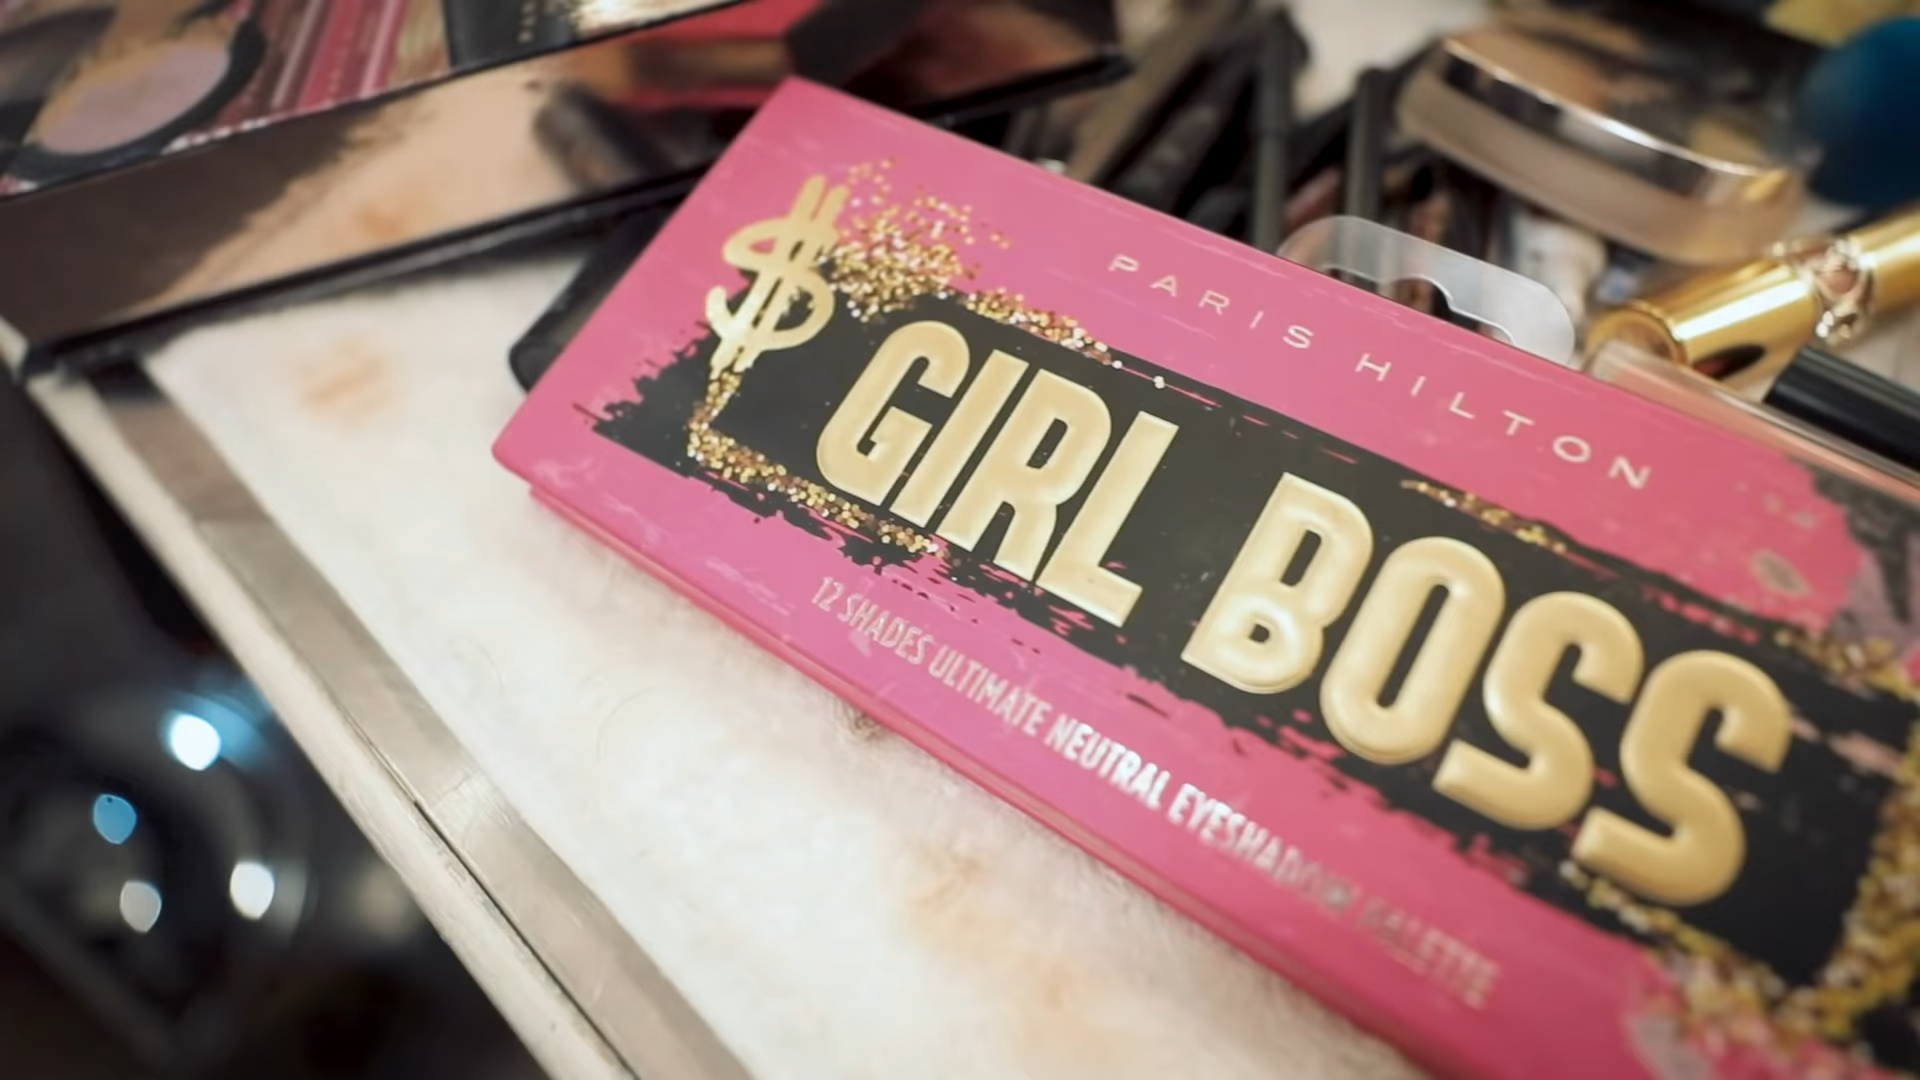 PARIS HILTON
$ GIRL BOSS
12 SHADES ULTIMATE NEUTRAL EYESHADOW PALETTE